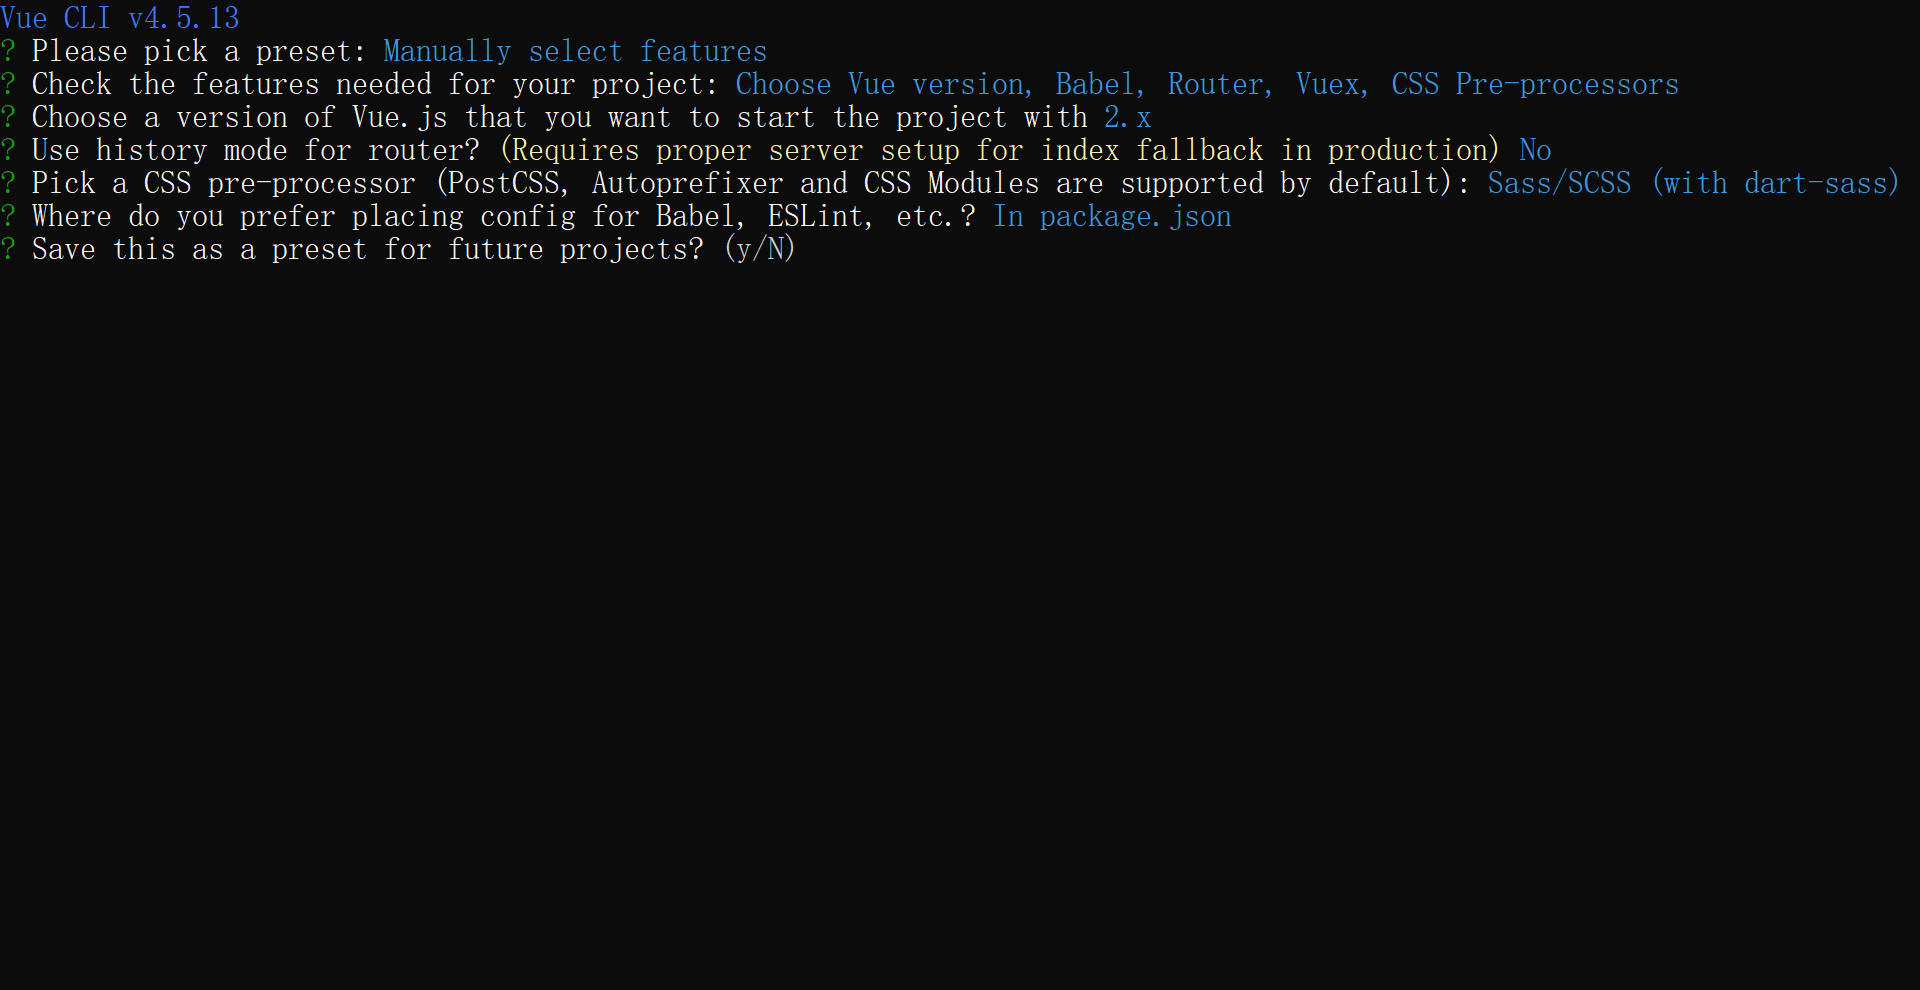 Vue CLI v4.5.13
? Please pick a preset: Manually select features
? Check the features needed for your project: Choose Vue version, Babel, Router, Vuex, CSS Pre-processors
? Choose a version of Vue.js that you want to start the project with 2.x
? Use history mode for router? (Requires proper server setup for index fallback in production) No
? Pick a CSS pre-processor (PostCSS, Autoprefixer and CSS Modules are supported by default): Sass/SCSS (with dart-sass)
? Where do you prefer placing config for Babel, ESLint, etc.? In package.json
? Save this as a preset for future projects? (y/N)